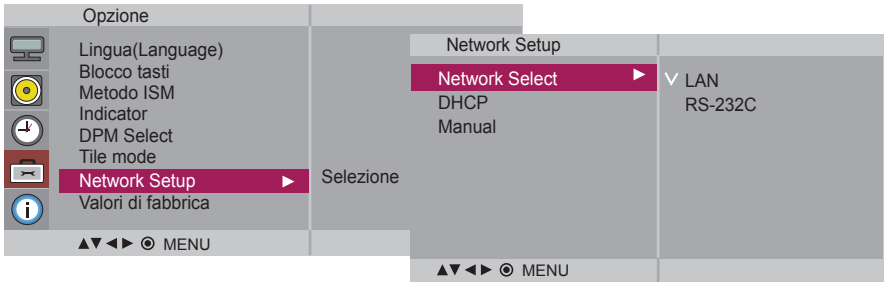 Opzione
Lingua(Language)
Blocco tasti
Metodo ISM
Indicator
DPM Select
Tile mode
Network Setup ► Selezione
Valori di fabbrica
▲▼◄► ◉ MENU
Network Setup
Network Select ► ✓ LAN
DHCP RS-232C
Manual
▲▼◄► ◉ MENU